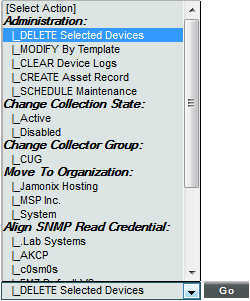 [Select Action]
Administration:
|_DELETE Selected Devices
|_MODIFY By Template
|_CLEAR Device Logs
|_CREATE Asset Record
|_SCHEDULE Maintenance
Change Collection State:
|_Active
|_Disabled
Change Collector Group:
|_CUG
Move To Organization:
|_Jamonix Hosting
|_MSP Inc.
|_System
Align SNMP Read Credential:
|_.Lab Systems
|_AKCP
|_c0sm0s
|_DELETE Selected Devices
Go